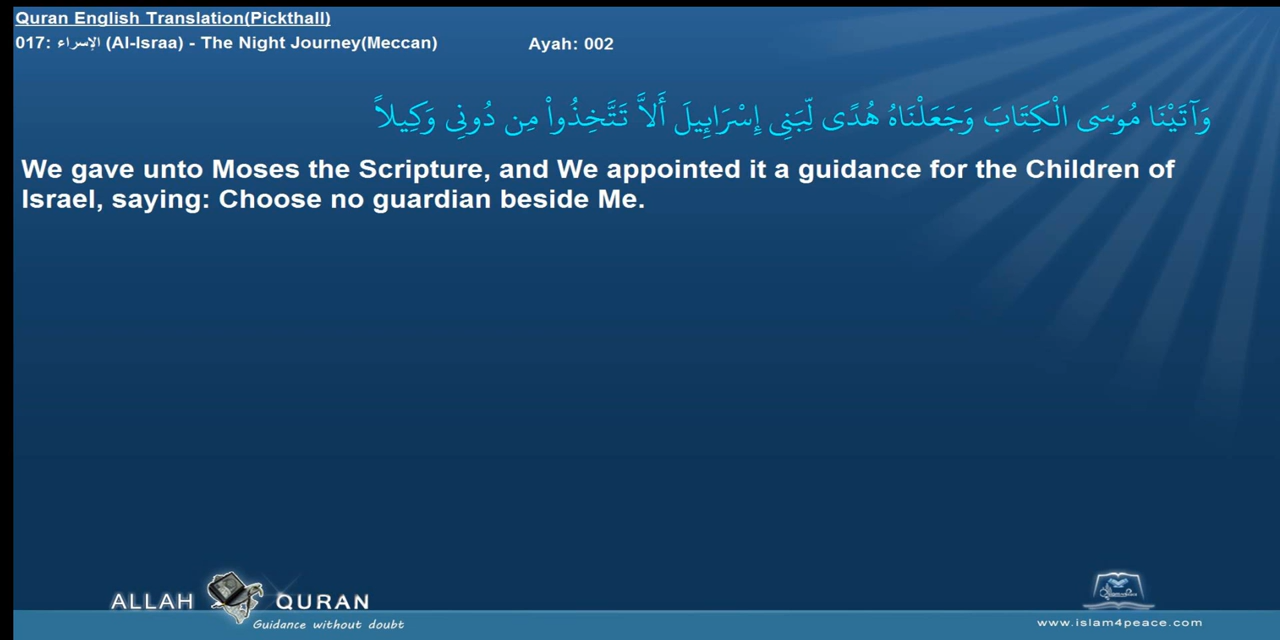 Quran English Translation(Pickthall)
017: الإسراء (Al-Israa) - The Night Journey(Meccan) Ayah: 002
وَآتَيْنَا مُوسَى الْكِتَابَ وَجَعَلْنَاهُ هُدًى لِّبَنِي إِسْرَائِيلَ أَلاَّ تَتَّخِذُواْ مِن دُونِي وَكِيلاً
We gave unto Moses the Scripture, and We appointed it a guidance for the Children of
Israel, saying: Choose no guardian beside Me.
ALLAH QURAN
Guidance without doubt
www.islam4peace.com